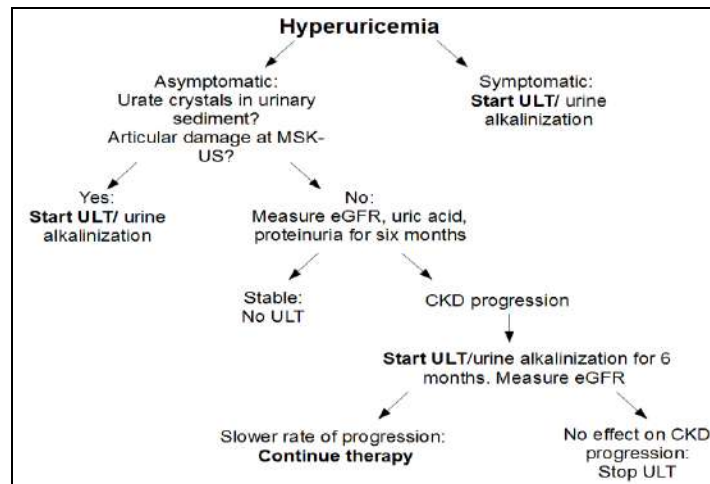 Hyperuricemia
Asymptomatic:
Urate crystals in urinary
sediment?
Articular damage at MSK-
US?
Symptomatic:
Start ULT/ urine
alkalinization
Yes:
Start ULT/ urine
alkalinization
No:
Measure eGFR, uric acid,
proteinuria for six months
Stable:
No ULT
CKD progression
Start ULT/urine alkalinization for 6
months. Measure eGFR
Slower rate of progression:
Continue therapy
No effect on CKD
progression:
Stop ULT